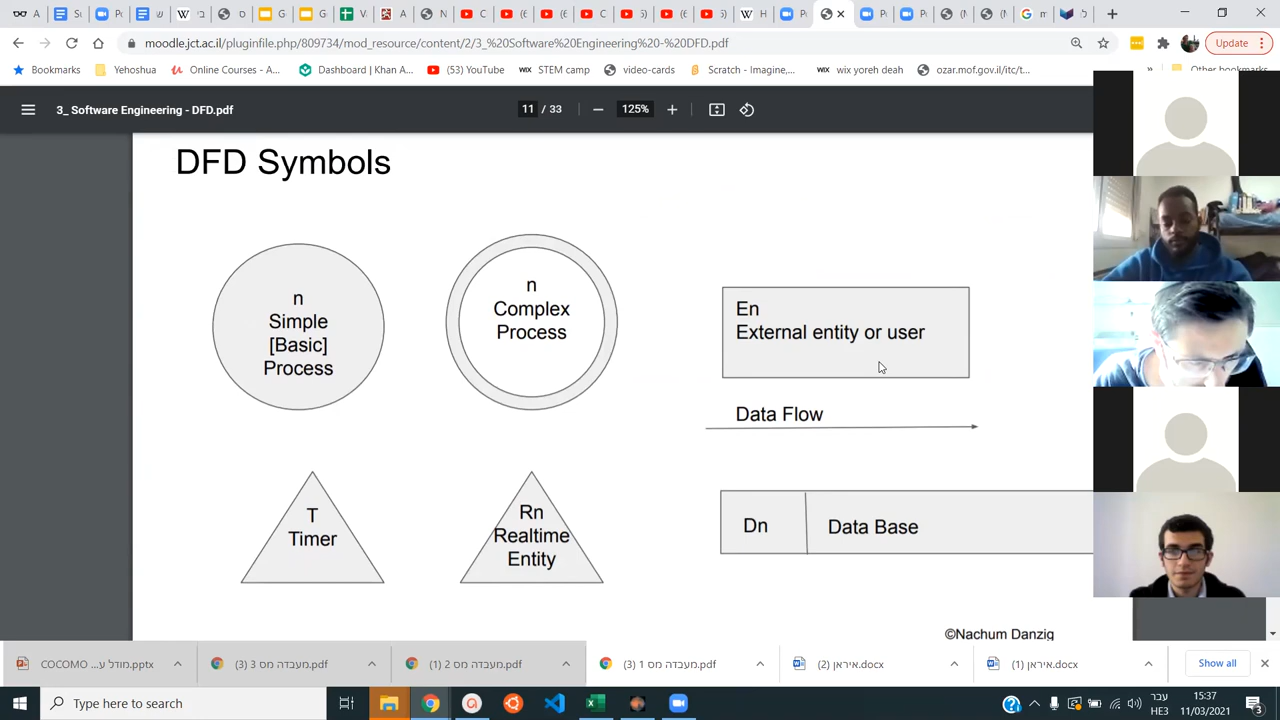 moodle.jct.ac.il/pluginfile.php/809734/mod_resource/content/2/3_%20Software%20Engineering%20-%20DFD.pdf
Update
Bookmarks
Yehoshua
Online Courses - A...
Dashboard | Khan A...
(53) YouTube
WIX STEM camp
video-cards
Scratch - Imagine,...
WIX wix yoreh deah
ozar.mof.gov.il/itc/t...
»
Other bookmarks
3_ Software Engineering - DFD.pdf
11 / 33
125%
DFD Symbols
n
Simple
[Basic]
Process
n
Complex
Process
En
External entity or user
Data Flow
T
Timer
Rn
Realtime
Entity
Dn
Data Base
©Nachum Danzig
COCOMO מודל ע....pptx
מעבדה מס 3 (3).pdf
מעבדה מס 2 (1).pdf
מעבדה מס 1 (3).pdf
איראן (2).docx
איראן (1).docx
Show all
Type here to search
עבר
HE3
15:37
11/03/2021
3